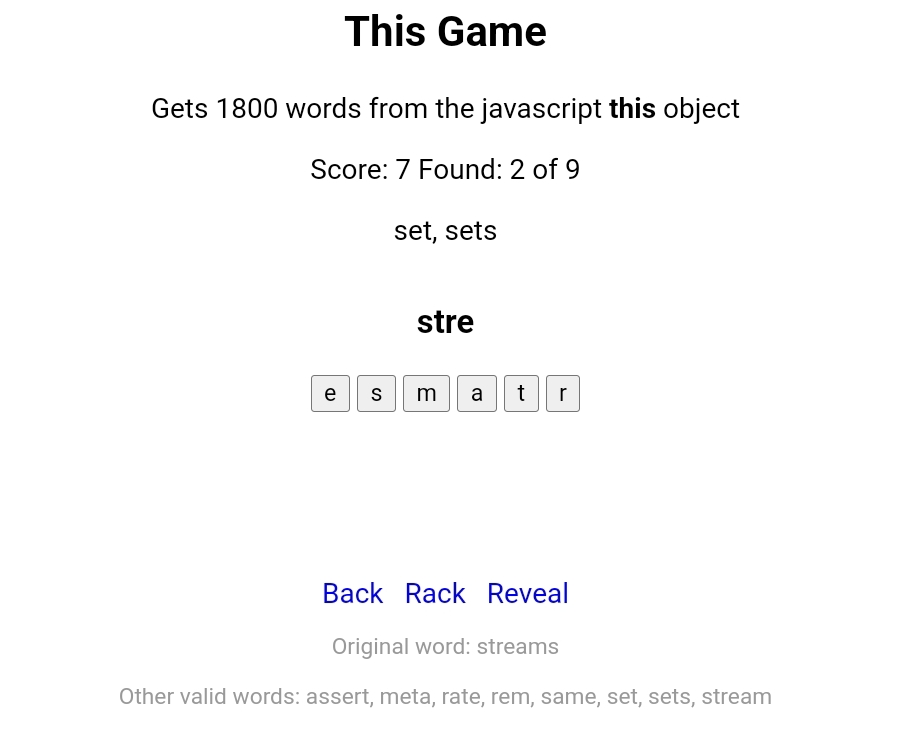 This Game
Gets 1800 words from the javascript this object
Score: 7 Found: 2 of 9
set, sets
stre
e s m a t r
Back Rack Reveal
Original word: streams
Other valid words: assert, meta, rate, rem, same, set, sets, stream